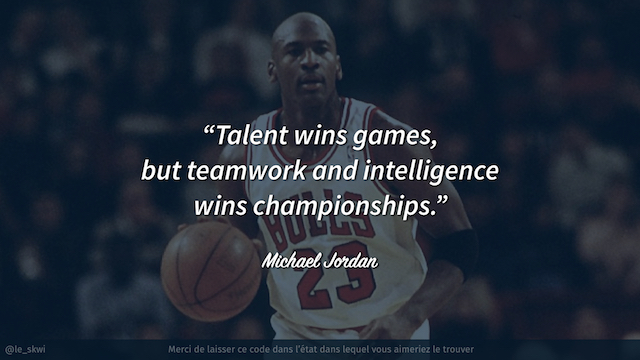 “Talent wins games,
but teamwork and intelligence
wins championships.”
Michael Jordan
BULLS
23
@le_skwi
Merci de laisser ce code dans l'état dans lequel vous aimeriez le trouver